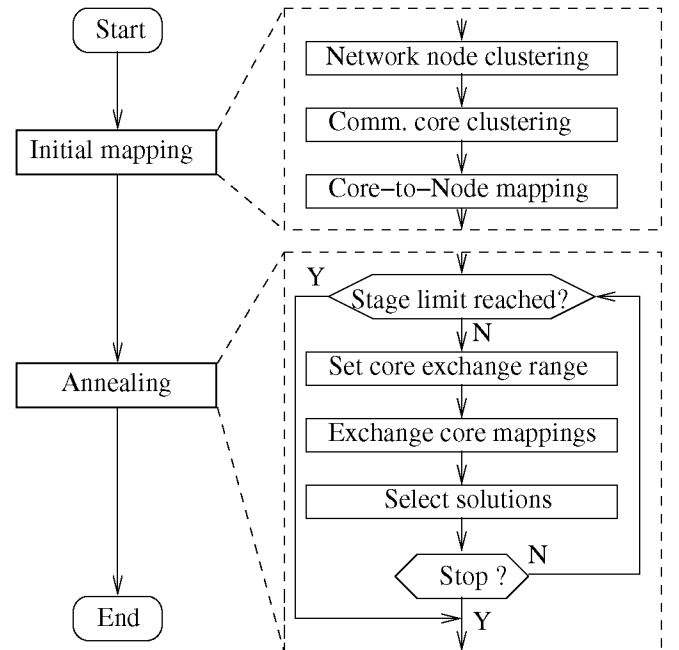 Start
Initial mapping
Annealing
End
Network node clustering
Comm. core clustering
Core−to−Node mapping
Y
Stage limit reached?
N
Set core exchange range
Exchange core mappings
Select solutions
N
Stop ?
Y